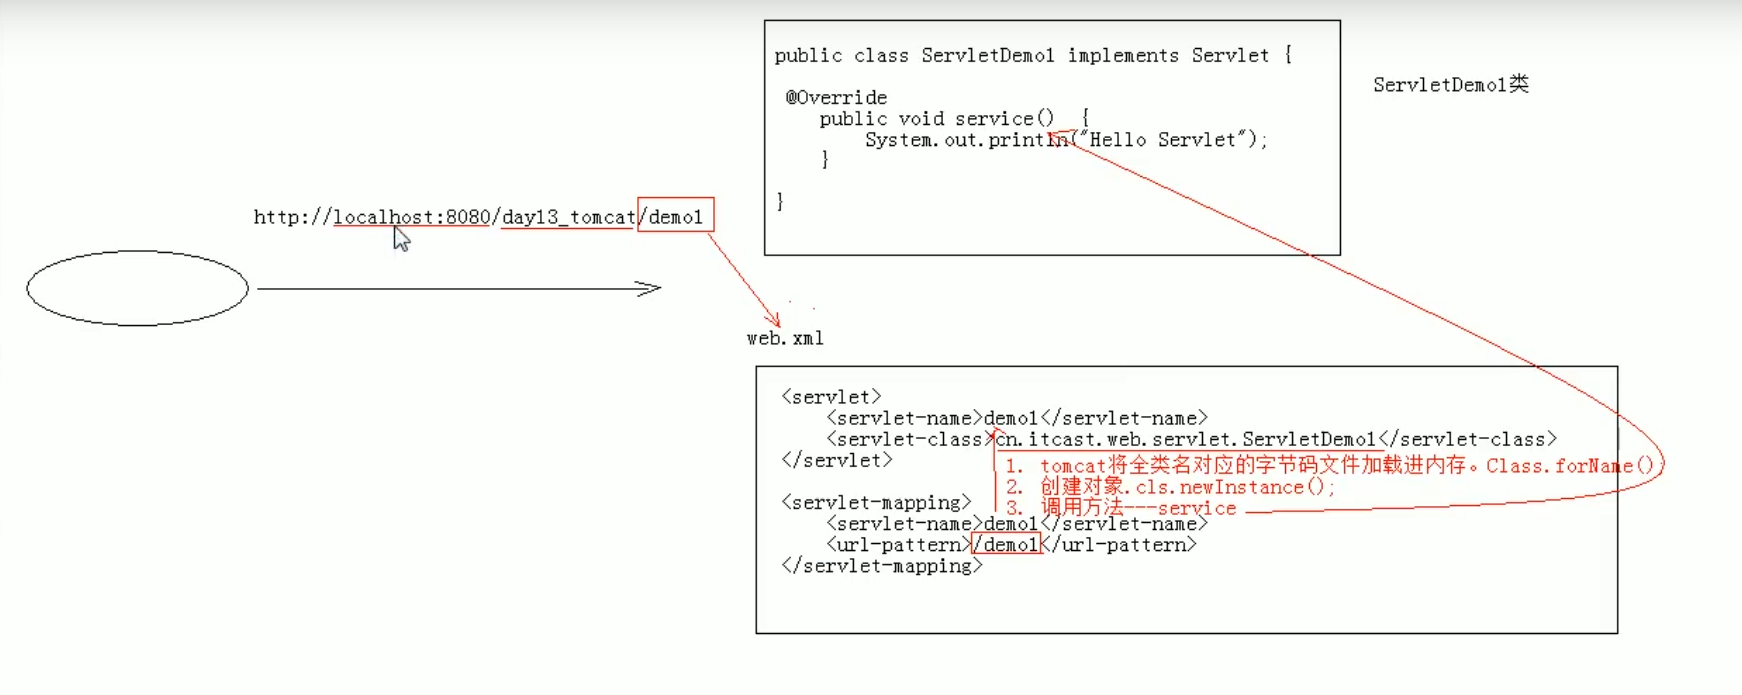 public class ServletDemo1 implements Servlet {
@Override
public void service() {
System.out.println("Hello Servlet");
}
}
ServletDemo1类
http://localhost:8080/day13_tomcat/demo1
web.xml
<servlet>
<servlet-name>demo1</servlet-name>
<servlet-class>cn.itcast.web.servlet.ServletDemo1</servlet-class>
</servlet>
1. tomcat将全类名对应的字节码文件加载进内存。Class.forName()
2. 创建对象.cls.newInstance();
3. 调用方法---service
<servlet-mapping>
<servlet-name>demo1</servlet-name>
<url-pattern>/demo1</url-pattern>
</servlet-mapping>